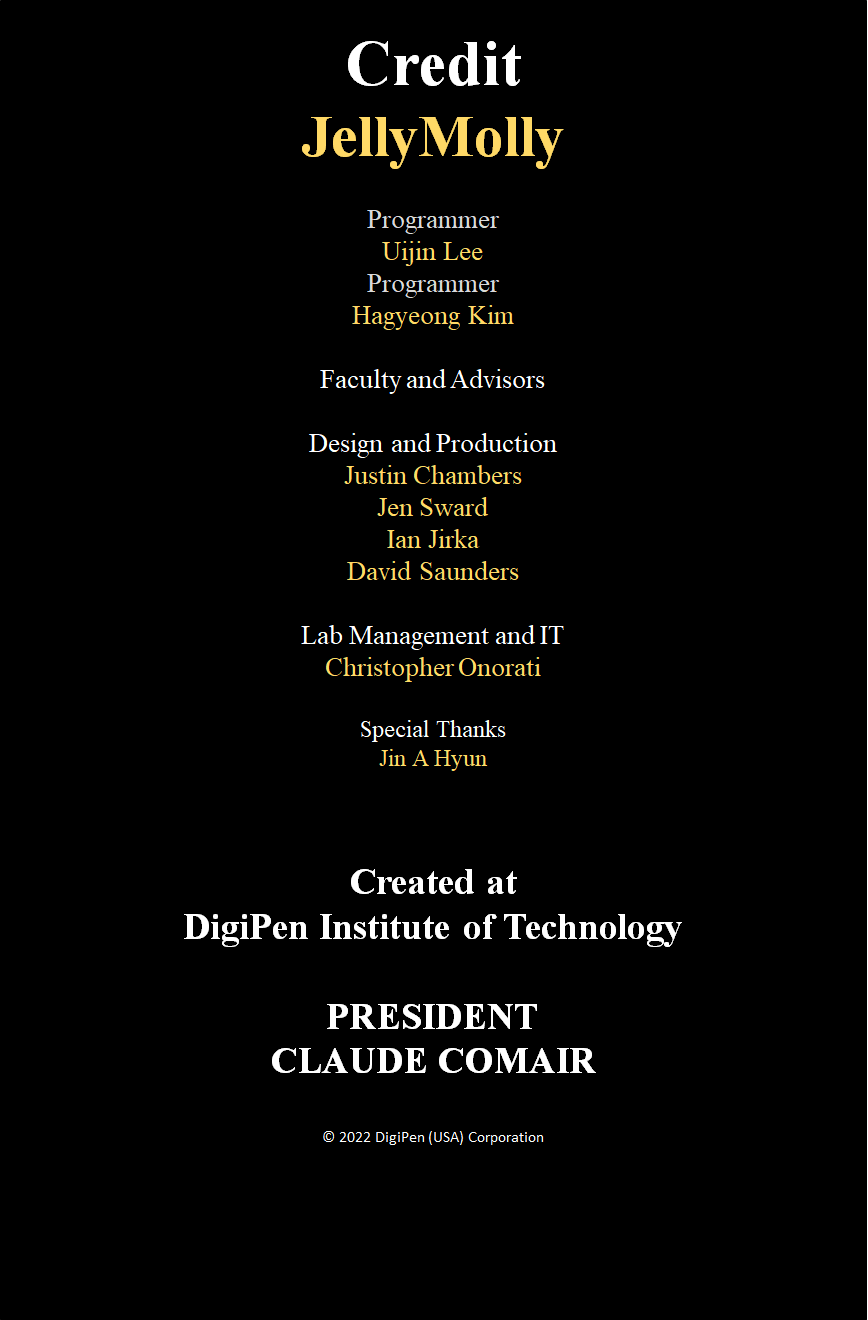 Credit
JellyMolly
Programmer
Uijin Lee
Programmer
Hagyeong Kim
Faculty and Advisors
Design and Production
Justin Chambers
Jen Sward
Ian Jirka
David Saunders
Lab Management and IT
Christopher Onorati
Special Thanks
Jin A Hyun
Created at
DigiPen Institute of Technology
PRESIDENT
CLAUDE COMAIR
© 2022 DigiPen (USA) Corporation